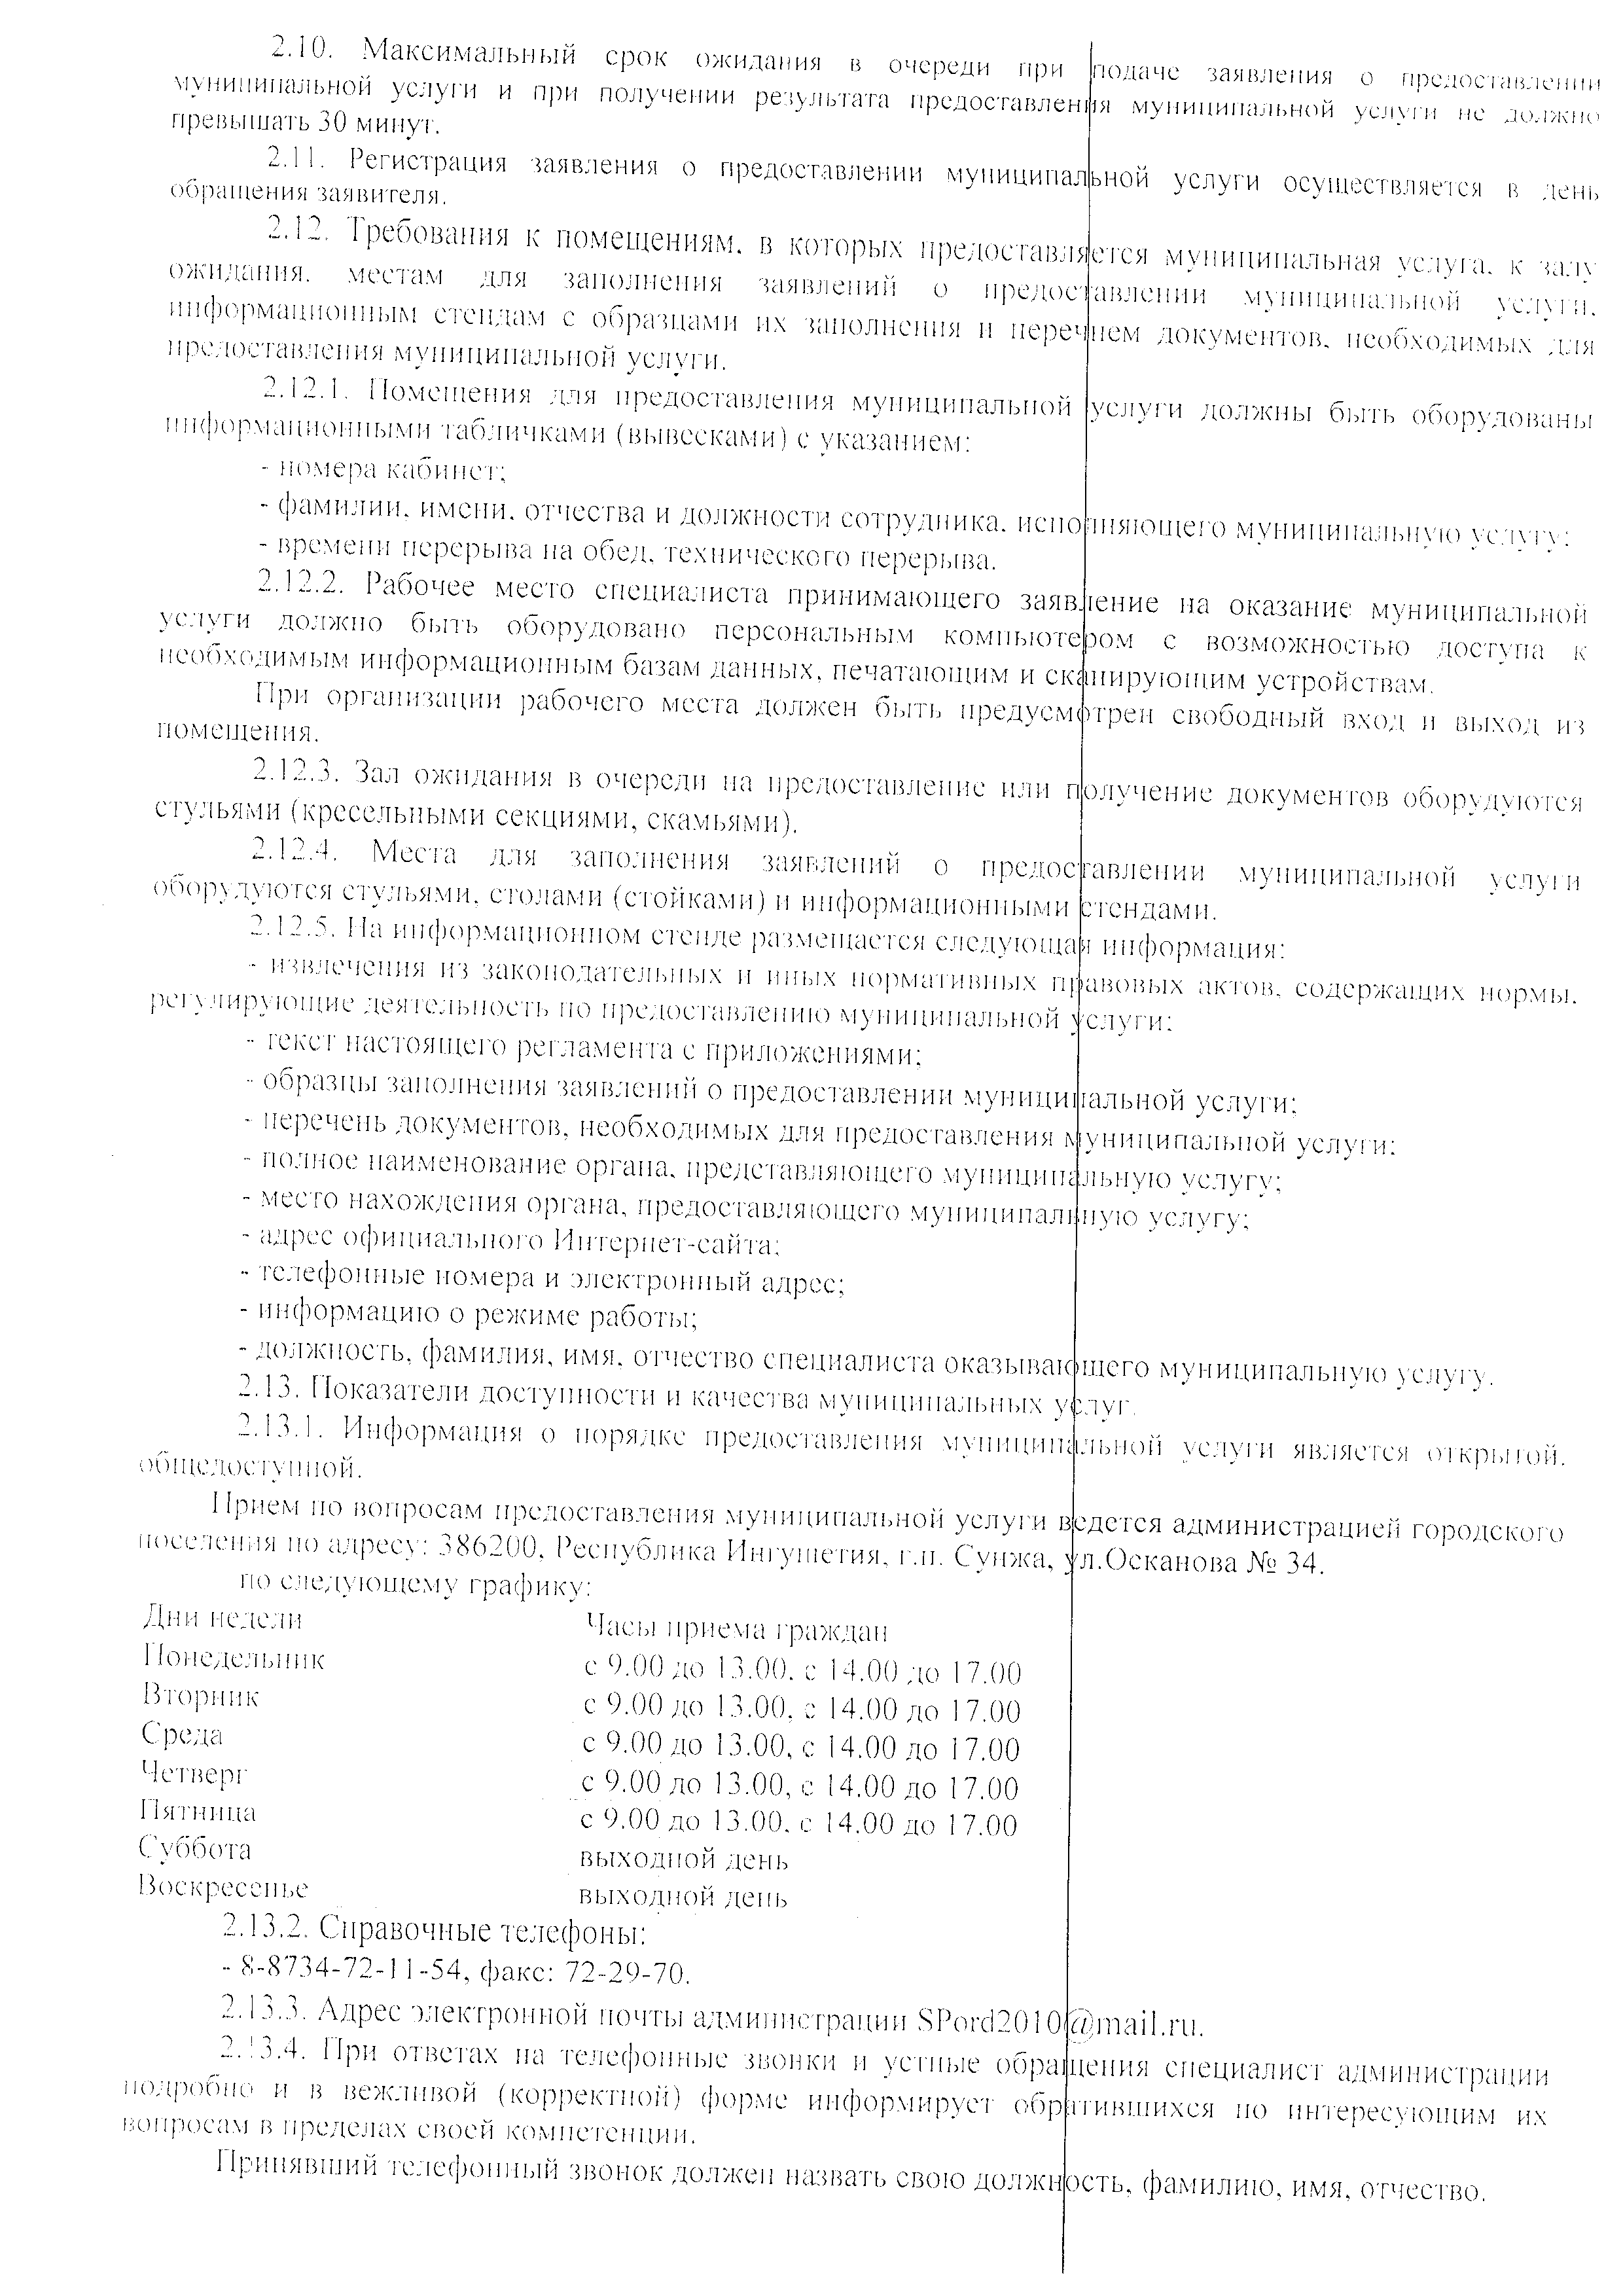 2.10. Максимальный срок ожидания в очереди при подаче заявления о предоставлении
муниципальной услуги и при получении результата предоставления муниципальной услуги не должно
превышать 30 минут.
2.11. Регистрация заявления о предоставлении муниципальной услуги осуществляется в день
обращения заявителя.
2.12. Требования к помещениям, в которых предоставляется муниципальная услуга, к залу
ожидания, местам для заполнения заявлений о предоставлении муниципальной услуги,
информационным стендам с образцами их заполнения и перечнем документов, необходимых для
предоставления муниципальной услуги.
2.12.1. Помещения для предоставления муниципальной услуги должны быть оборудованы
информационными табличками (вывесками) с указанием:
- номера кабинет;
- фамилии, имени, отчества и должности сотрудника, исполняющего муниципальную услугу;
- времени перерыва на обед, технического перерыва.
2.12.2. Рабочее место специалиста принимающего заявление на оказание муниципальной
услуги должно быть оборудовано персональным компьютером с возможностью доступа к
необходимым информационным базам данных, печатающим и сканирующим устройствам.
При организации рабочего места должен быть предусмотрен свободный вход и выход из
помещения.
2.12.3. Зал ожидания в очереди на предоставление или получение документов оборудуются
стульями (кресельными секциями, скамьями).
2.12.4. Места для заполнения заявлений о предоставлении муниципальной услуги
оборудуются стульями, столами (стойками) и информационными стендами.
2.12.5. На информационном стенде размещается следующая информация:
- извлечения из законодательных и иных нормативных правовых актов, содержащих нормы,
регулирующие деятельность по предоставлению муниципальной услуги;
- текст настоящего регламента с приложениями;
- образцы заполнения заявлений о предоставлении муниципальной услуги;
- перечень документов, необходимых для предоставления муниципальной услуги;
- полное наименование органа, представляющего муниципальную услугу;
- место нахождения органа, предоставляющего муниципальную услугу;
- адрес официального Интернет-сайта;
- телефонные номера и электронный адрес;
- информацию о режиме работы;
- должность, фамилия, имя, отчество специалиста оказывающего муниципальную услугу.
2.13. Показатели доступности и качества муниципальных услуг.
2.13.1. Информация о порядке предоставления муниципальной услуги является открытой,
общедоступной.
Прием по вопросам предоставления муниципальной услуги ведется администрацией городского
поселения по адресу: 386200, Республика Ингушетия, г.п. Сунжа, ул.Осканова № 34.
по следующему графику:
Дни недели Часы приема граждан
Понедельник с 9.00 до 13.00, с 14.00 до 17.00
Вторник с 9.00 до 13.00, с 14.00 до 17.00
Среда с 9.00 до 13.00, с 14.00 до 17.00
Четверг с 9.00 до 13.00, с 14.00 до 17.00
Пятница с 9.00 до 13.00, с 14.00 до 17.00
Суббота выходной день
Воскресенье выходной день
2.13.2. Справочные телефоны:
- 8-8734-72-11-54, факс: 72-29-70.
2.13.3. Адрес электронной почты администрации SPord2010@mail.ru.
2.13.4. При ответах на телефонные звонки и устные обращения специалист администрации
подробно и в вежливой (корректной) форме информирует обратившихся по интересующим их
вопросам в пределах своей компетенции.
Принявший телефонный звонок должен назвать свою должность, фамилию, имя, отчество.